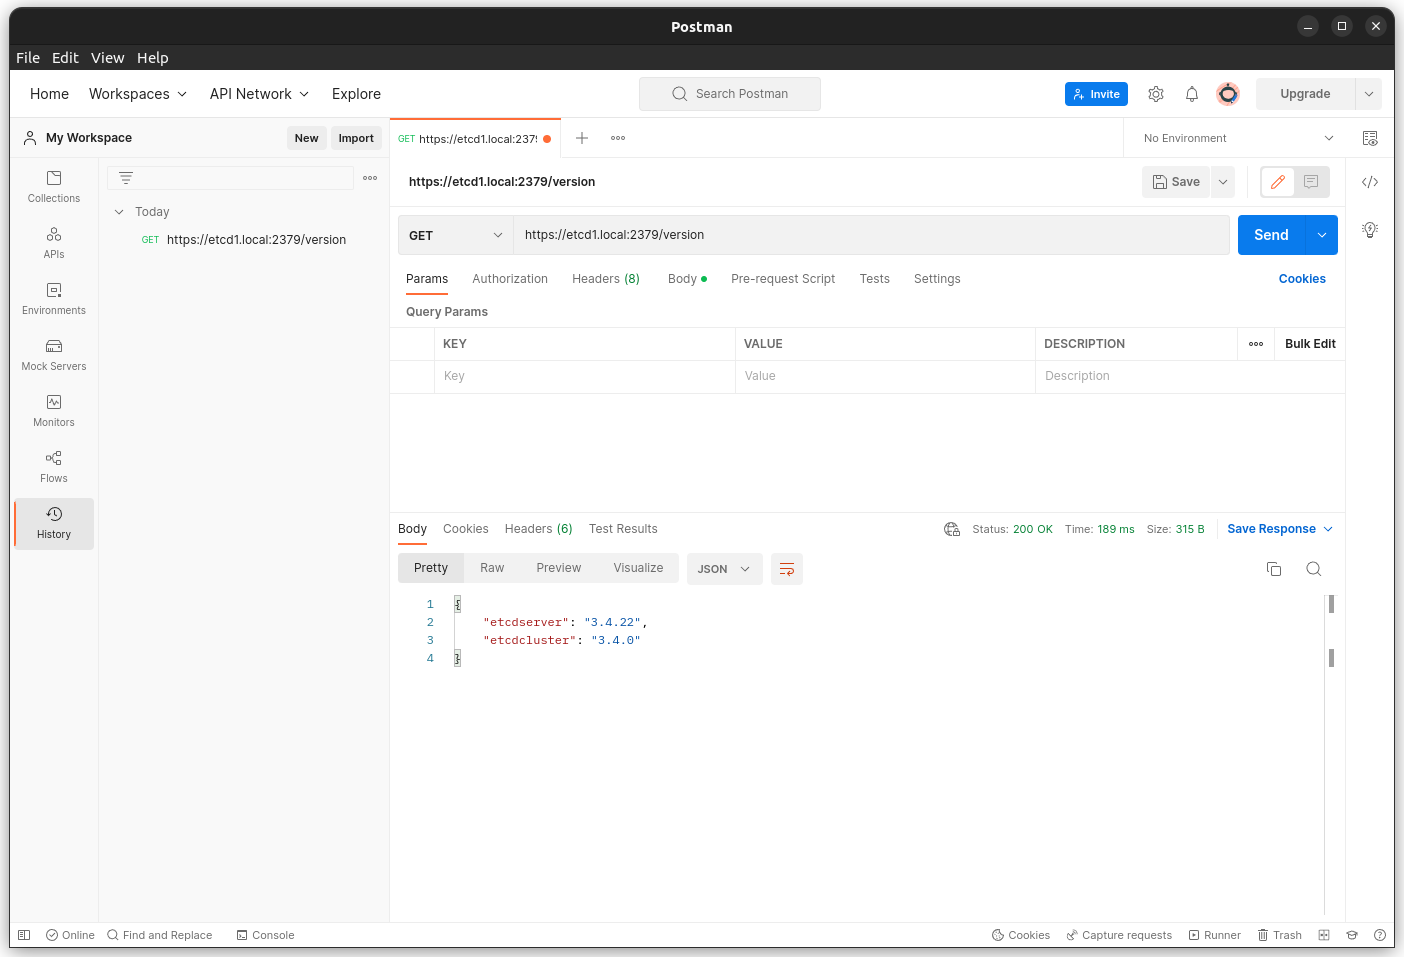 Postman
File Edit View Help
Home Workspaces API Network Explore Search Postman Invite Upgrade
My Workspace New Import GET https://etcd1.local:2379 No Environment
https://etcd1.local:2379/version Save
Collections
APIs
Environments
Mock Servers
Monitors
Flows
History
Today
GET https://etcd1.local:2379/version
GET https://etcd1.local:2379/version Send
Params Authorization Headers (8) Body Pre-request Script Tests Settings Cookies
Query Params
KEY VALUE DESCRIPTION Bulk Edit
Key Value Description
Body Cookies Headers (6) Test Results Status: 200 OK Time: 189 ms Size: 315 B Save Response
Pretty Raw Preview Visualize JSON
1 {
2 "etcdserver": "3.4.22",
3 "etcdcluster": "3.4.0"
4 }
Online Find and Replace Console Cookies Capture requests Runner Trash